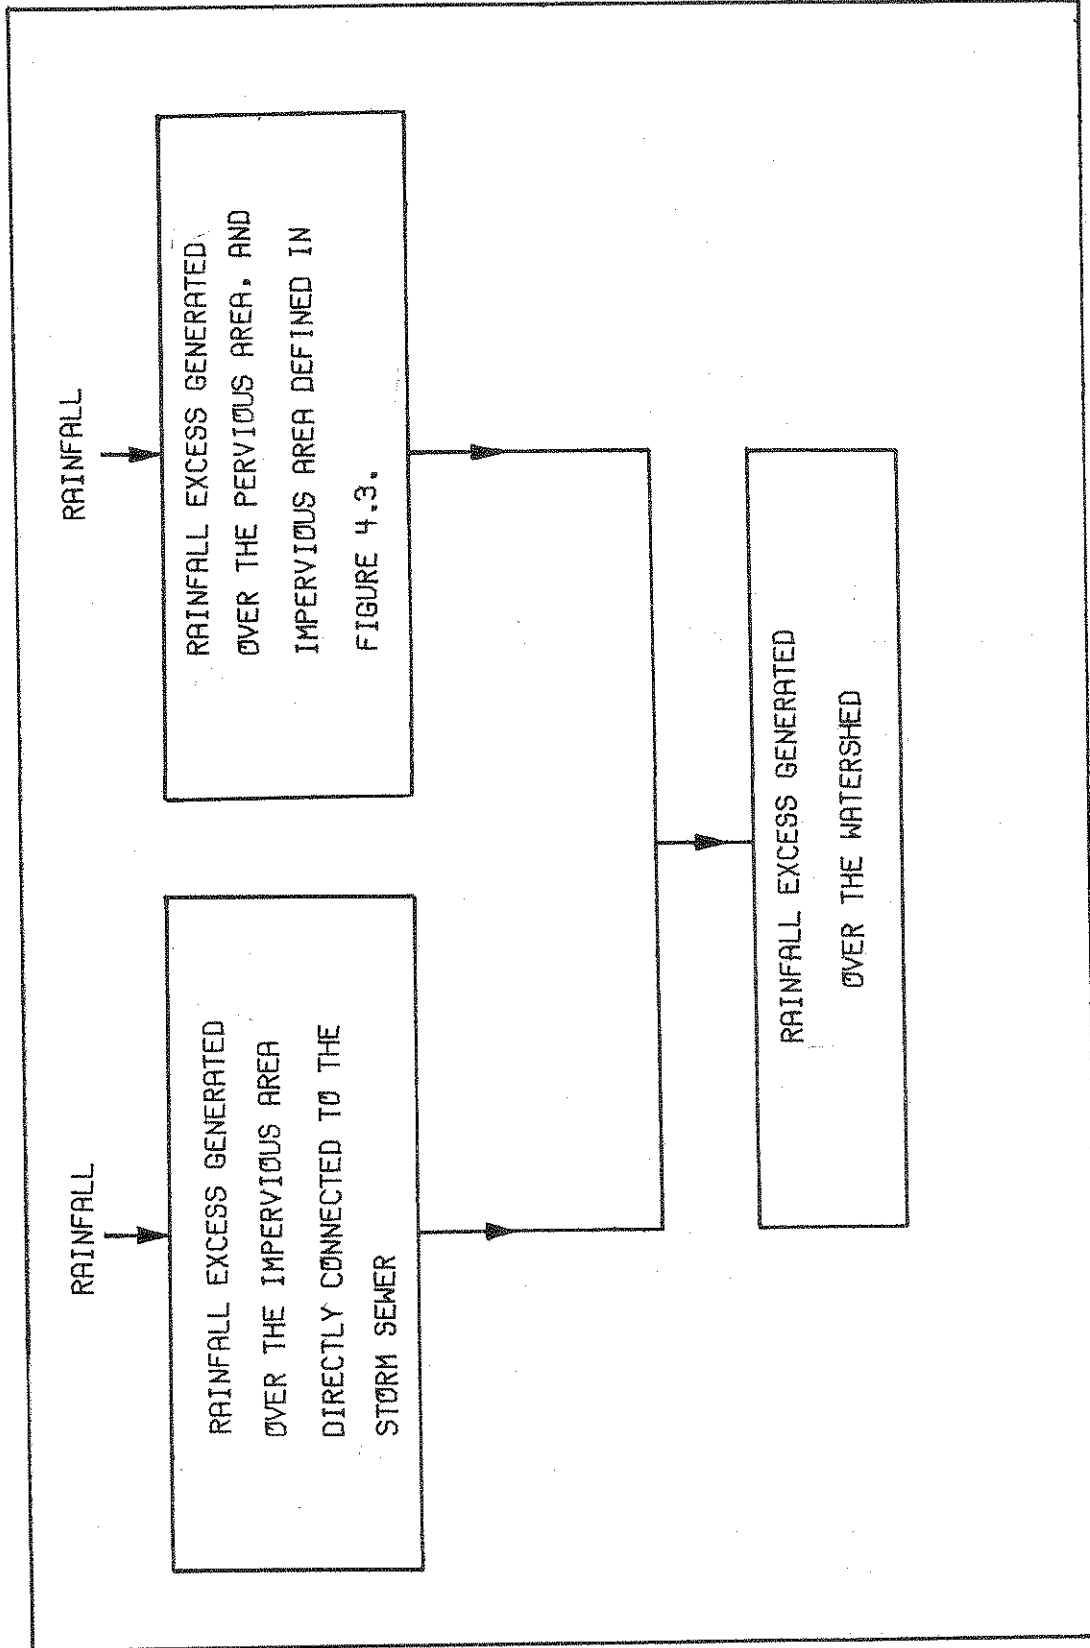 RAINFALL
RAINFALL EXCESS GENERATED
OVER THE IMPERVIOUS AREA
DIRECTLY CONNECTED TO THE
STORM SEWER
RAINFALL
RAINFALL EXCESS GENERATED
OVER THE PERVIOUS AREA, AND
IMPERVIOUS AREA DEFINED IN
FIGURE 4.3.
RAINFALL EXCESS GENERATED
OVER THE WATERSHED